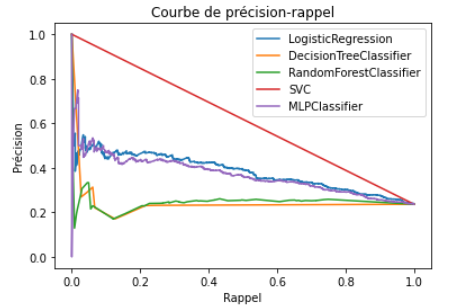 Courbe de précision-rappel
LogisticRegression
DecisionTreeClassifier
RandomForestClassifier
SVC
MLPClassifier
1.0
0.8
0.6
0.4
0.2
0.0
Précision
0.0 0.2 0.4 0.6 0.8 1.0
Rappel